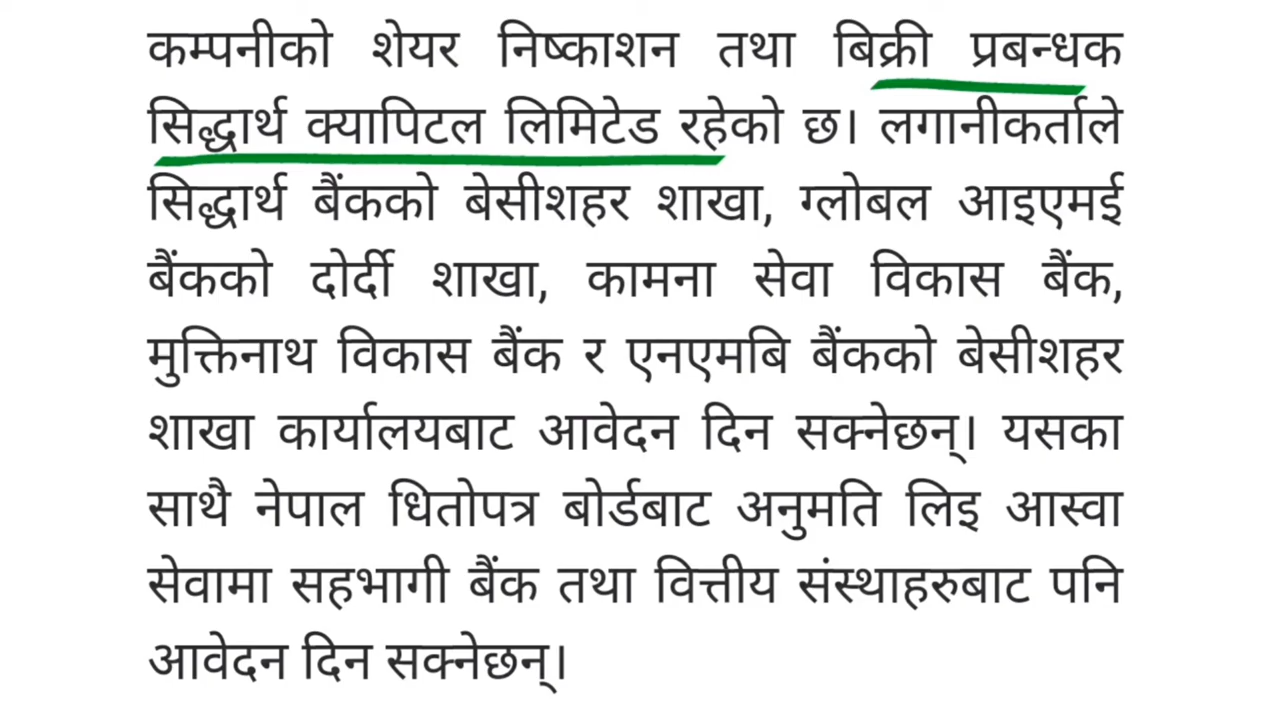 कम्पनीको शेयर निष्काशन तथा बिक्री प्रबन्धक
सिद्धार्थ क्यापिटल लिमिटेड रहेको छ। लगानीकर्ताले
सिद्धार्थ बैंकको बेसीशहर शाखा, ग्लोबल आइएमई
बैंकको दोर्दी शाखा, कामना सेवा विकास बैंक,
मुक्तिनाथ विकास बैंक र एनएमबि बैंकको बेसीशहर
शाखा कार्यालयबाट आवेदन दिन सक्नेछन्। यसका
साथै नेपाल धितोपत्र बोर्डबाट अनुमति लिइ आस्वा
सेवामा सहभागी बैंक तथा वित्तीय संस्थाहरुबाट पनि
आवेदन दिन सक्नेछन्।